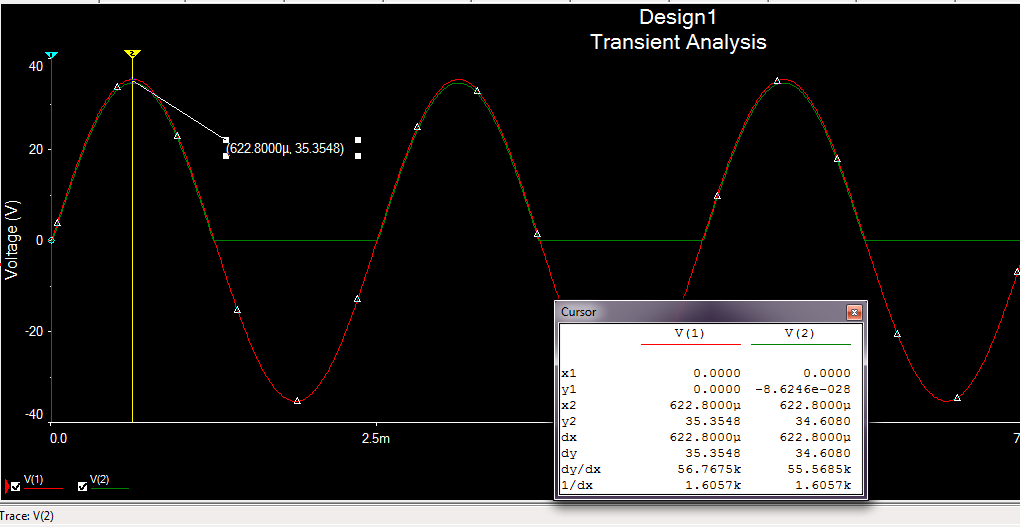 Design1
Transient Analysis
40
20
0
-20
-40
Voltage (V)
1
2
(622.8000µ, 35.3548)
0.0
2.5m
7
V(1)
V(2)
Cursor
x
V(1) V(2)
x1 0.0000 0.0000
y1 0.0000 -8.6246e-028
x2 622.8000µ 622.8000µ
y2 35.3548 34.6080
dx 622.8000µ 622.8000µ
dy 35.3548 34.6080
dy/dx 56.7675k 55.5685k
1/dx 1.6057k 1.6057k
Trace: V(2)